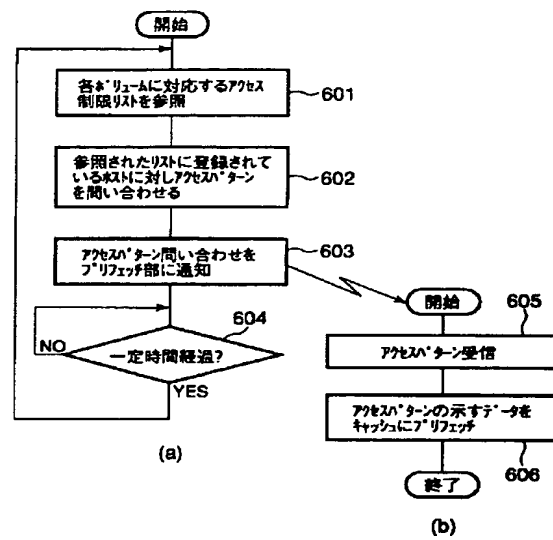 開始
各ボリュームに対応するアクセス
制限リストを参照
601
参照されたリストに登録されて
いるホストに対しアクセスパターン
を問い合わせる
602
アクセスパターン問い合わせを
プリフェッチ部に通知
603
604
一定時間経過?
NO
YES
(a)
開始
605
アクセスパターン受信
アクセスパターンの示すデータを
キャッシュにプリフェッチ
606
終了
(b)